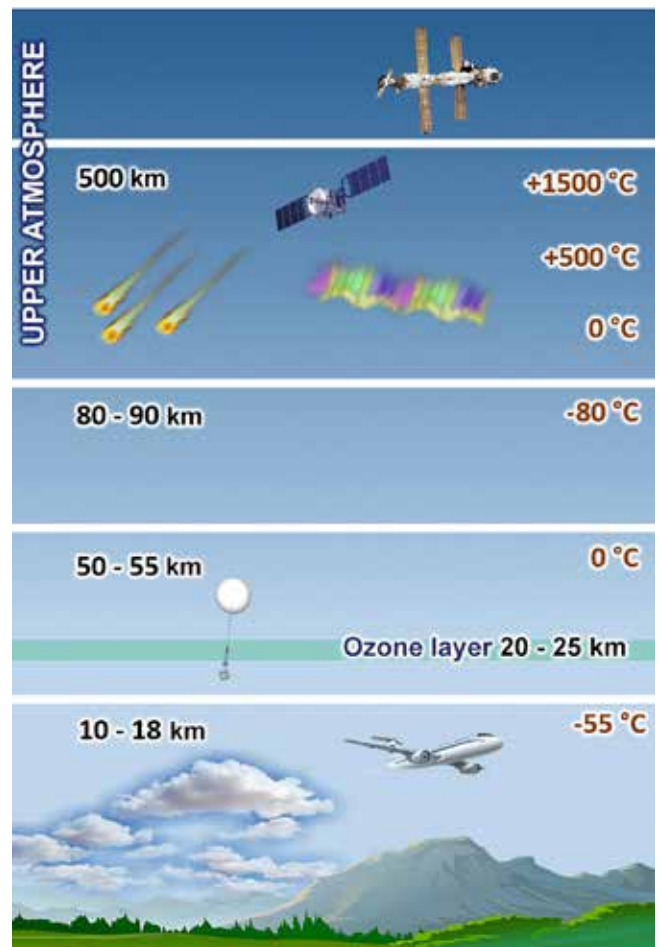 UPPER ATMOSPHERE
500 km
+1500 °C
+500 °C
0 °C
80 - 90 km
-80 °C
50 - 55 km
0 °C
Ozone layer 20 - 25 km
10 - 18 km
-55 °C